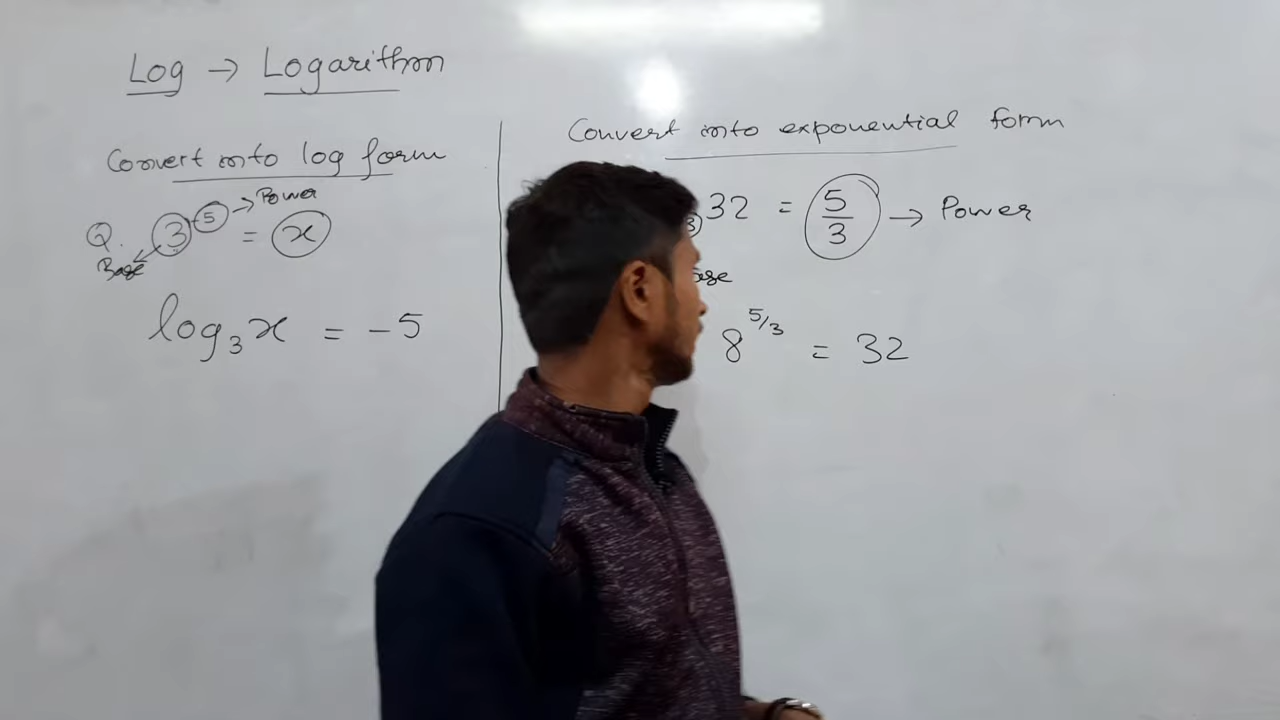 Log → Logarithm
Convert into log form
Q. 3⁻⁵ = x
→ Power
Base
log₃x = -5
Convert into exponential form
32 = 5/3 → Power
8^5/3 = 32